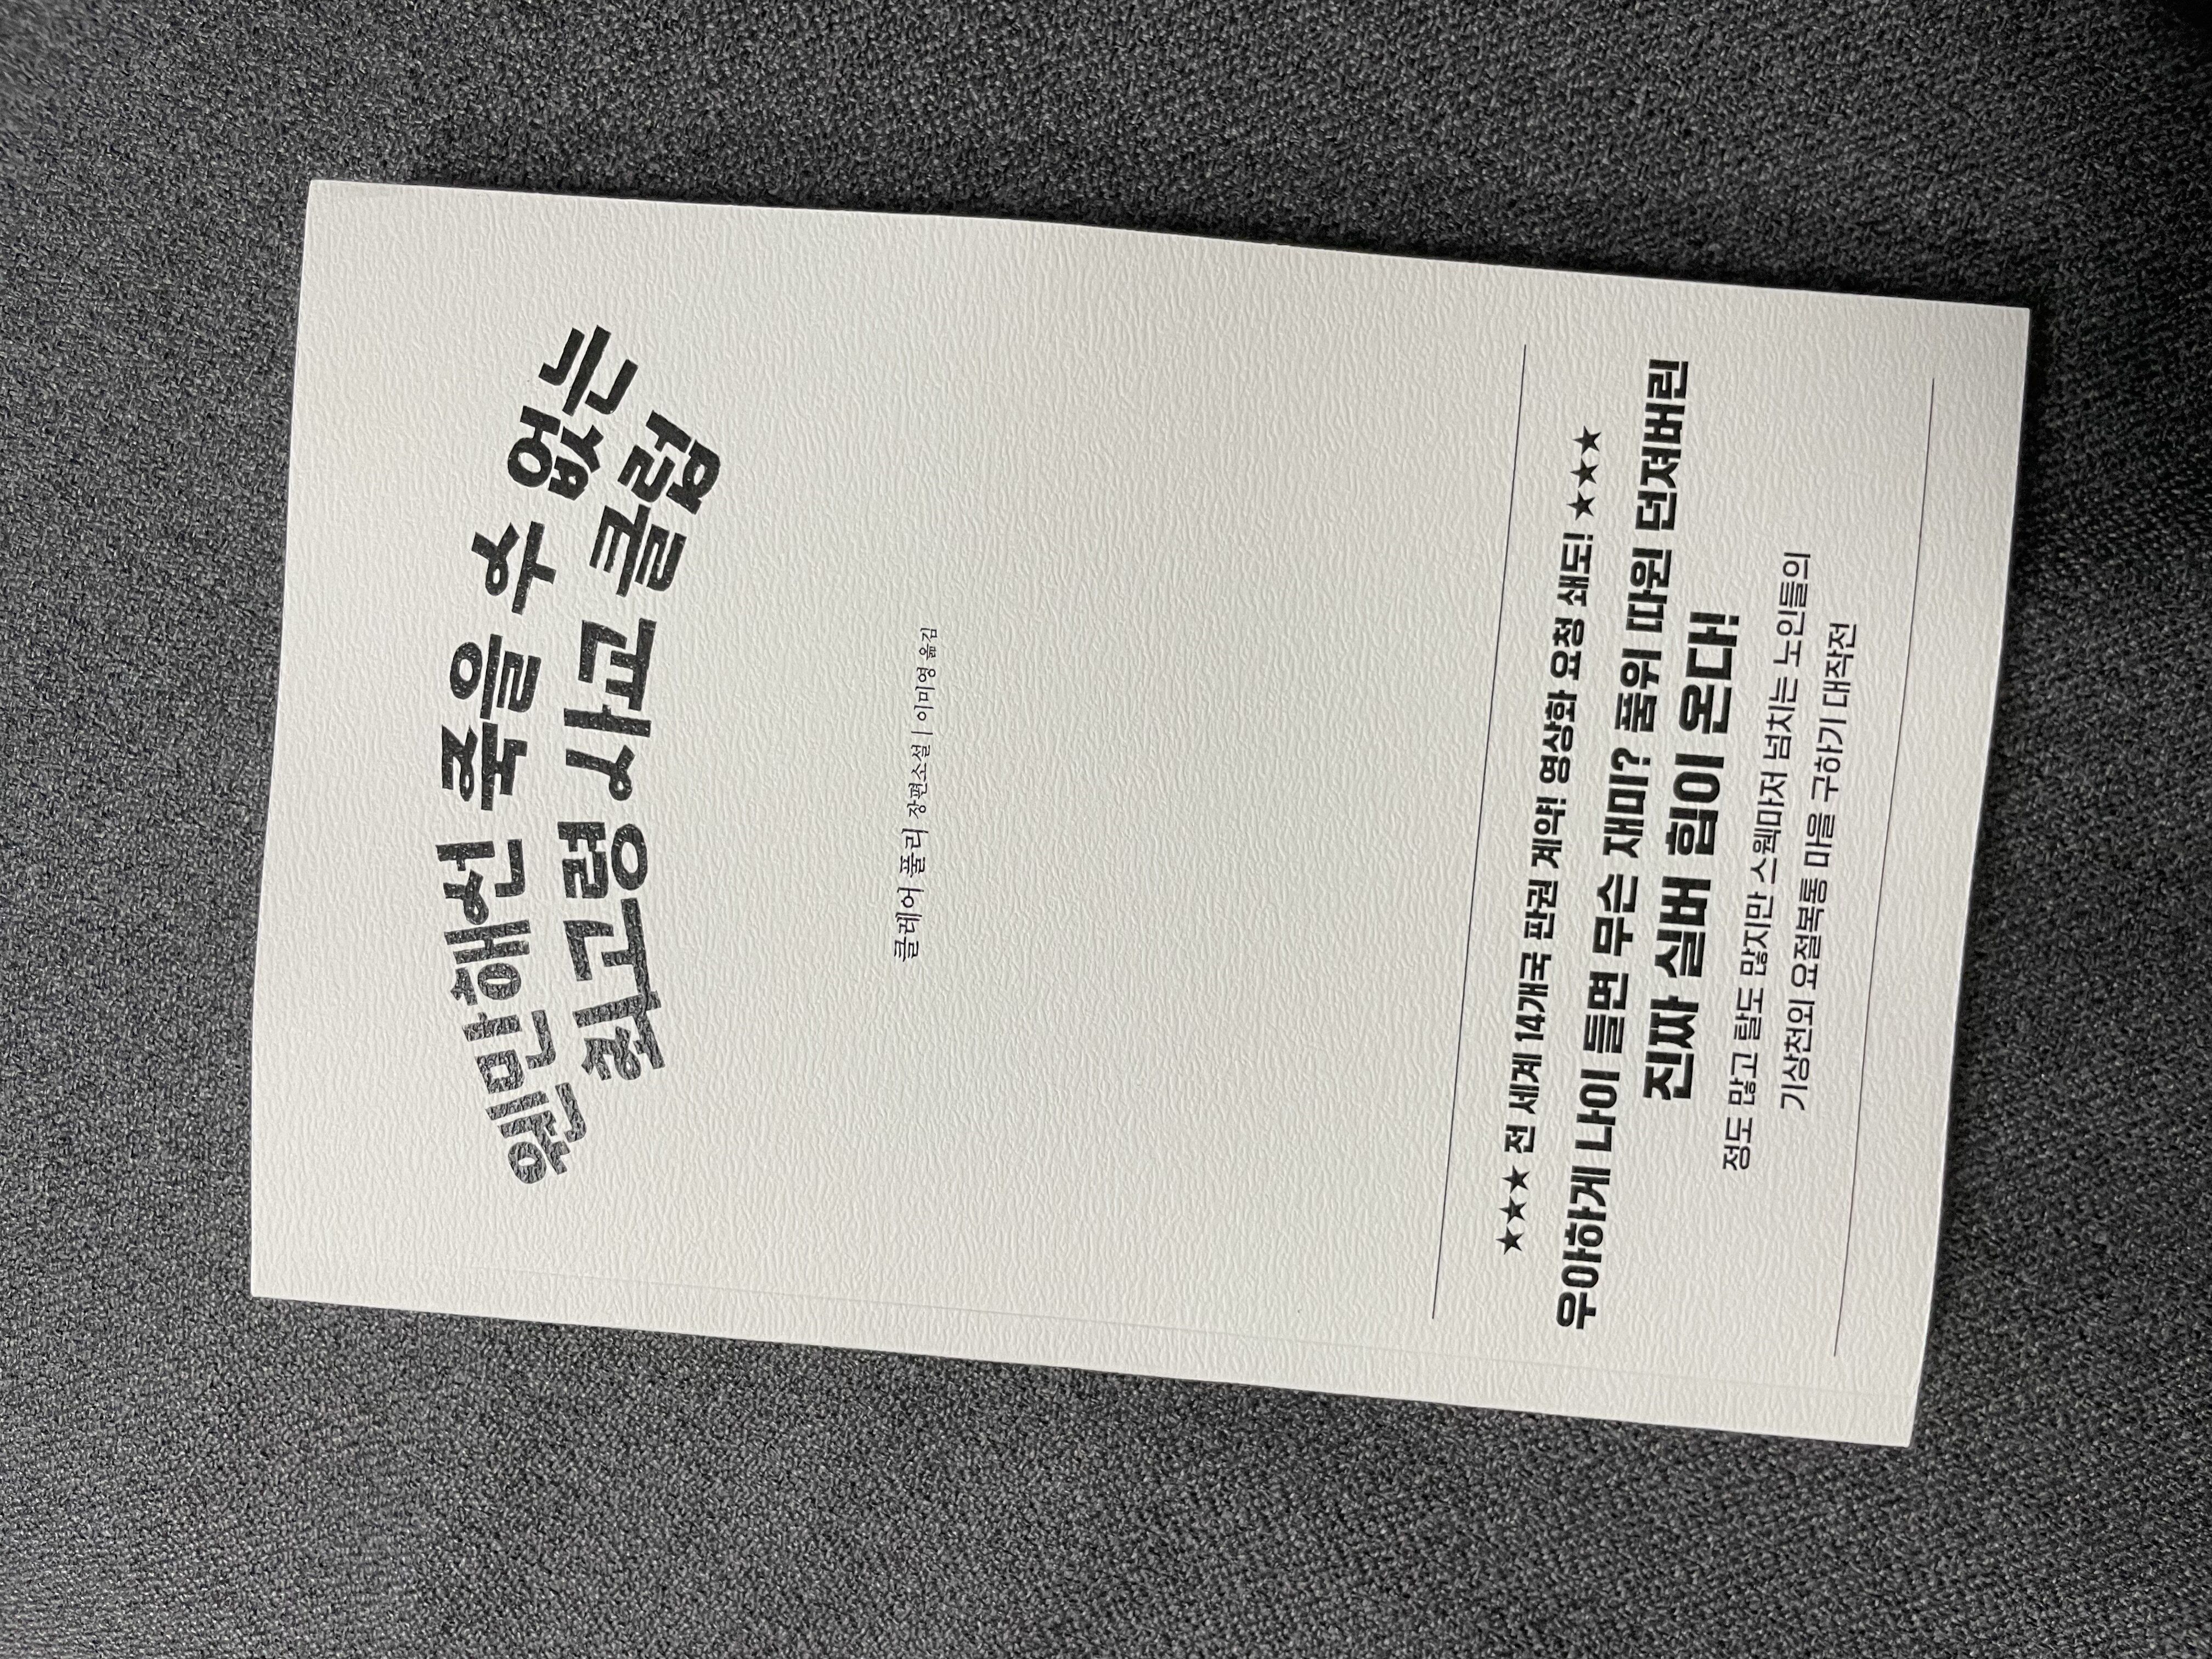 웬만해선 죽을 수 없는
최고령 사교 클럽
클레어 풀리 장편소설 | 이미영 옮김
★★★ 전 세계 14개국 판권 계약! 영상화 요청 쇄도! ★★★
우아하게 나이 들면 무슨 재미? 품위 따윈 던져버린
진짜 실버 힙이 온다!
정도 많고 탈도 많지만 스웩마저 넘치는 노인들의
기상천외 요절복통 마을 구하기 대작전